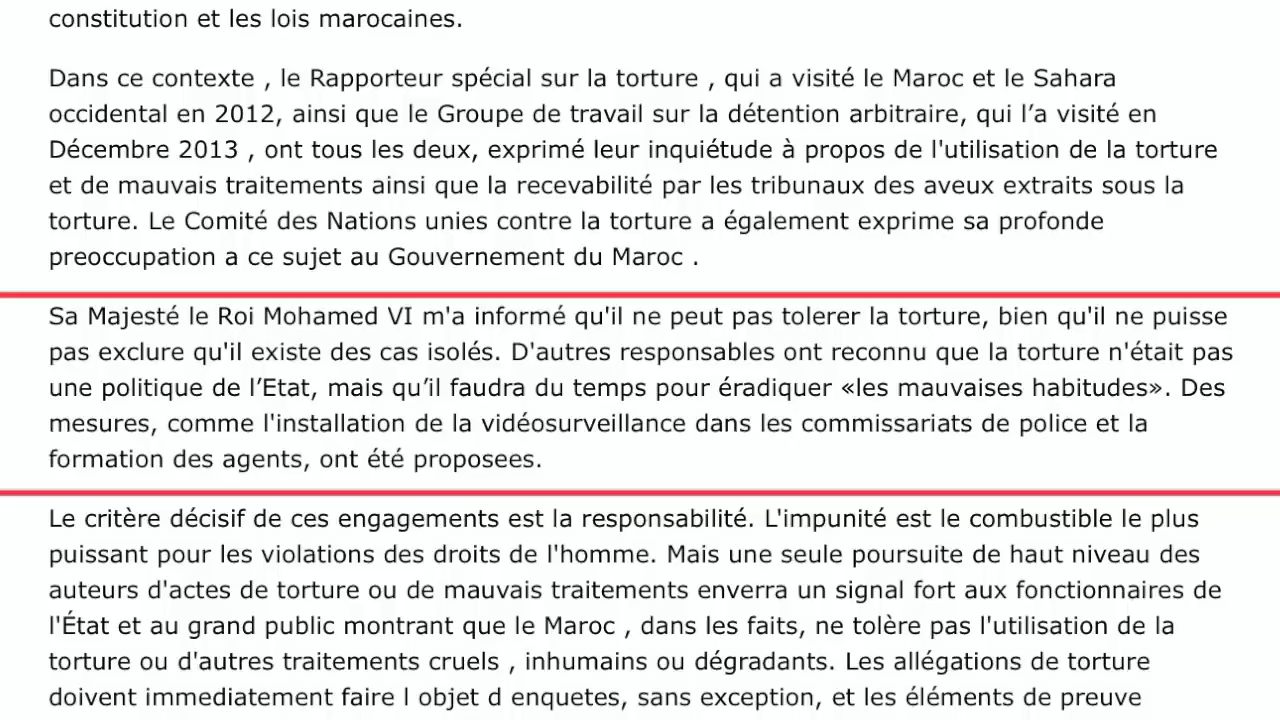 constitution et les lois marocaines.
Dans ce contexte , le Rapporteur spécial sur la torture , qui a visité le Maroc et le Sahara
occidental en 2012, ainsi que le Groupe de travail sur la détention arbitraire, qui l’a visité en
Décembre 2013 , ont tous les deux, exprimé leur inquiétude à propos de l'utilisation de la torture
et de mauvais traitements ainsi que la recevabilité par les tribunaux des aveux extraits sous la
torture. Le Comité des Nations unies contre la torture a également exprime sa profonde
preoccupation a ce sujet au Gouvernement du Maroc .
Sa Majesté le Roi Mohamed VI m'a informé qu'il ne peut pas tolerer la torture, bien qu'il ne puisse
pas exclure qu'il existe des cas isolés. D'autres responsables ont reconnu que la torture n'était pas
une politique de l’Etat, mais qu’il faudra du temps pour éradiquer «les mauvaises habitudes». Des
mesures, comme l'installation de la vidéosurveillance dans les commissariats de police et la
formation des agents, ont été proposees.
Le critère décisif de ces engagements est la responsabilité. L'impunité est le combustible le plus
puissant pour les violations des droits de l'homme. Mais une seule poursuite de haut niveau des
auteurs d'actes de torture ou de mauvais traitements enverra un signal fort aux fonctionnaires de
l'État et au grand public montrant que le Maroc , dans les faits, ne tolère pas l'utilisation de la
torture ou d'autres traitements cruels , inhumains ou dégradants. Les allégations de torture
doivent immediatement faire l objet d enquetes, sans exception, et les éléments de preuve